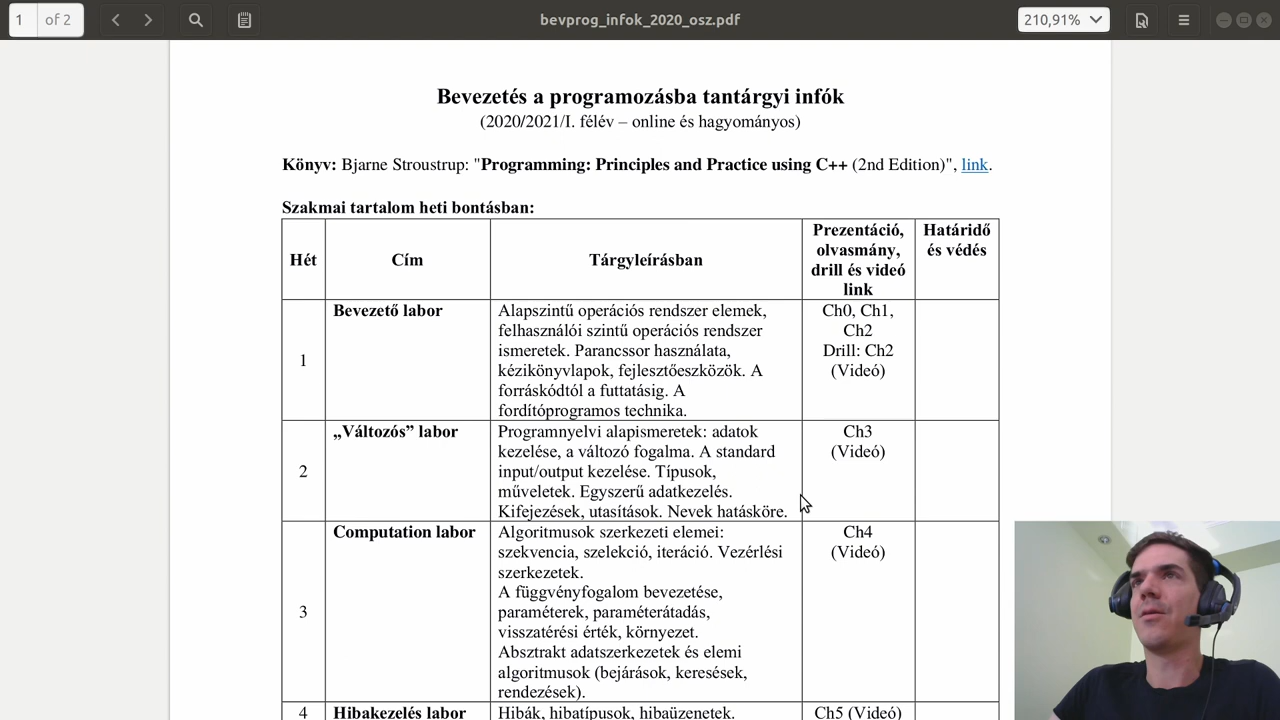 1 of 2
bevprog_infok_2020_osz.pdf
210,91%
Bevezetés a programozásba tantárgyi infók
(2020/2021/I. félév – online és hagyományos)
Könyv: Bjarne Stroustrup: "Programming: Principles and Practice using C++ (2nd Edition)", link.
Szakmai tartalom heti bontásban:
Hét
Cím
Tárgyleírásban
Prezentáció,
olvasmány,
drill és videó
link
Határidő
és védés
1
Bevezető labor
Alapszintű operációs rendszer elemek,
felhasználói szintű operációs rendszer
ismeretek. Parancssor használata,
kézikönyvlapok, fejlesztőeszközök. A
forráskódtól a futtatásig. A
fordítóprogramos technika.
Ch0, Ch1,
Ch2
Drill: Ch2
(Videó)
2
„Változós” labor
Programnyelvi alapismeretek: adatok
kezelése, a változó fogalma. A standard
input/output kezelése. Típusok,
műveletek. Egyszerű adatkezelés.
Kifejezések, utasítások. Nevek hatásköre.
Ch3
(Videó)
3
Computation labor
Algoritmusok szerkezeti elemei:
szekvencia, szelekció, iteráció. Vezérlési
szerkezetek.
A függvényfogalom bevezetése,
paraméterek, paraméterátadás,
visszatérési érték, környezet.
Absztrakt adatszerkezetek és elemi
algoritmusok (bejárások, keresések,
rendezések).
Ch4
(Videó)
4
Hibakezelés labor
Hibák, hibatípusok, hibaüzenetek.
Ch5 (Videó)